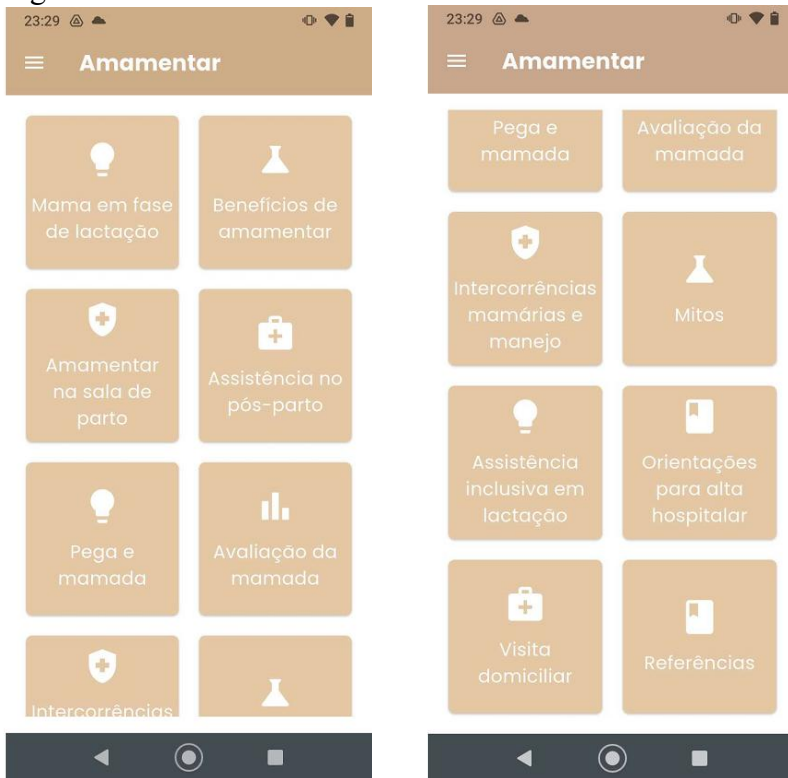 23:29
Amamentar
Mama em fase
de lactação
Benefícios de
amamentar
Amamentar
na sala de
parto
Assistência no
pós-parto
Pega e
mamada
Avaliação da
mamada
Intercorrências
23:29
Amamentar
Pega e
mamada
Avaliação da
mamada
Intercorrências
mamárias e
manejo
Mitos
Assistência
inclusiva em
lactação
Orientações
para alta
hospitalar
Visita
domiciliar
Referências